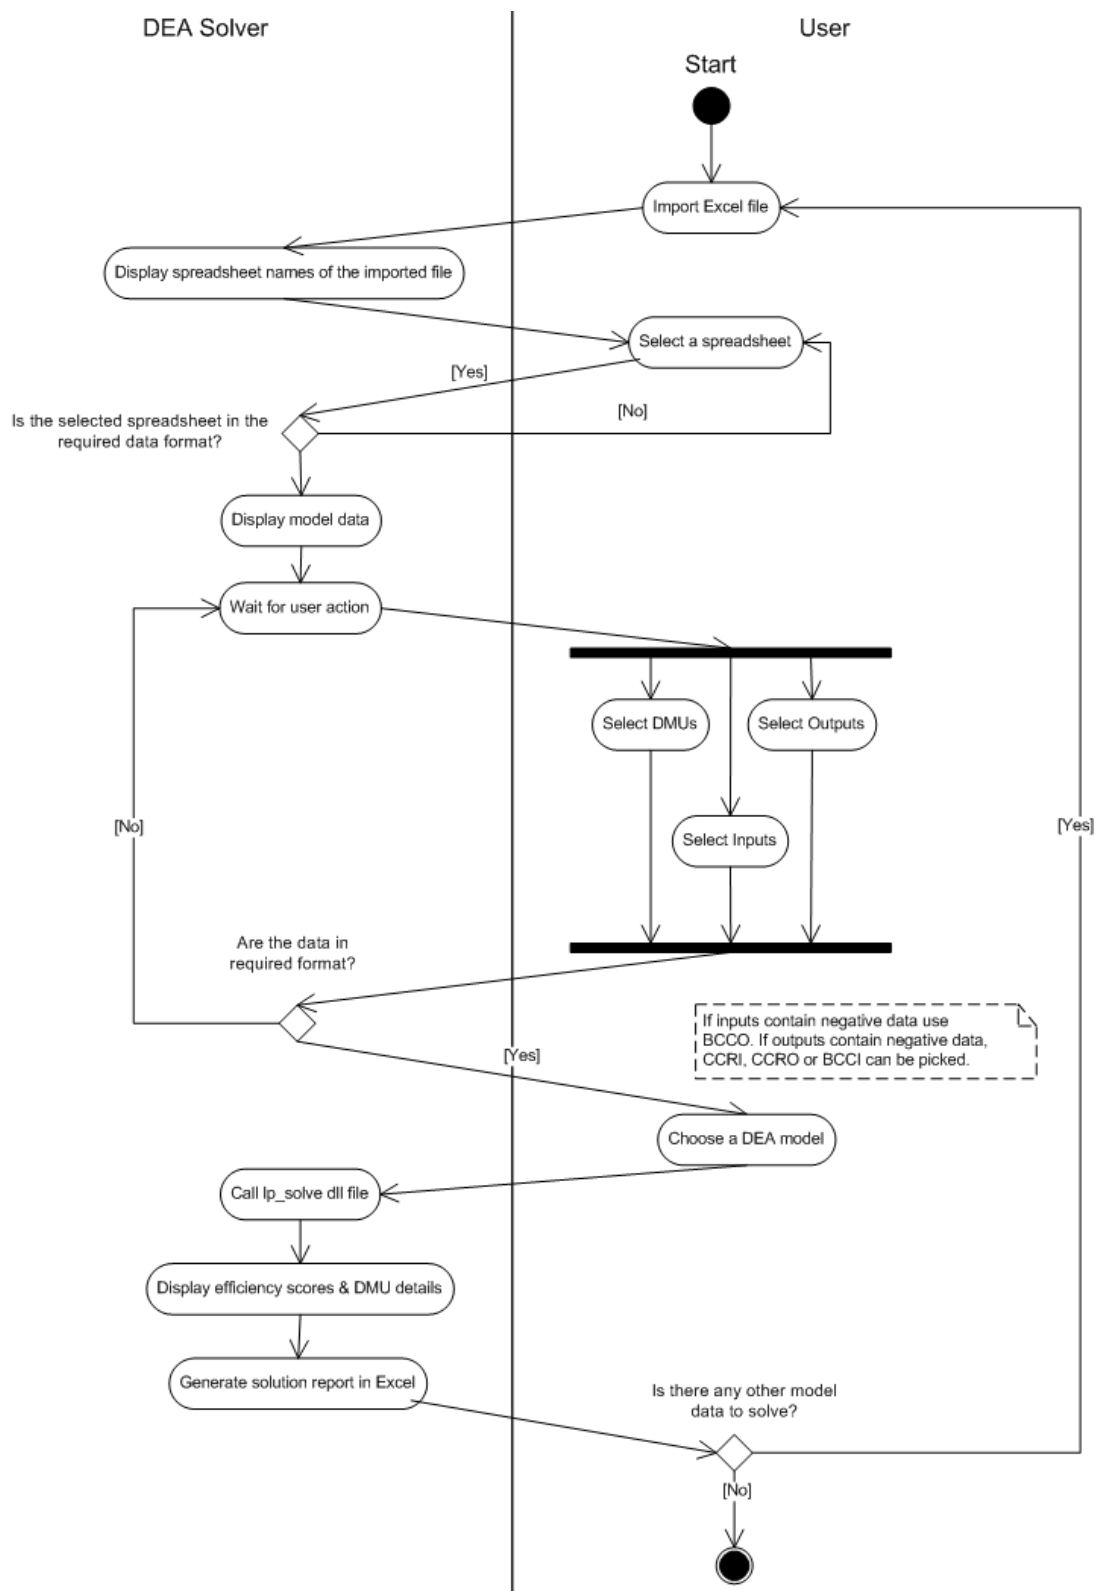 DEA Solver
User
Start
Import Excel file
Display spreadsheet names of the imported file
Select a spreadsheet
[Yes]
[No]
Is the selected spreadsheet in the
required data format?
Display model data
Wait for user action
Select DMUs
Select Outputs
[No]
[Yes]
Select Inputs
Are the data in
required format?
If inputs contain negative data use
BCCO. If outputs contain negative data,
CCRI, CCRO or BCCI can be picked.
[Yes]
Choose a DEA model
Call lp_solve dll file
Display efficiency scores & DMU details
Generate solution report in Excel
Is there any other model
data to solve?
[No]